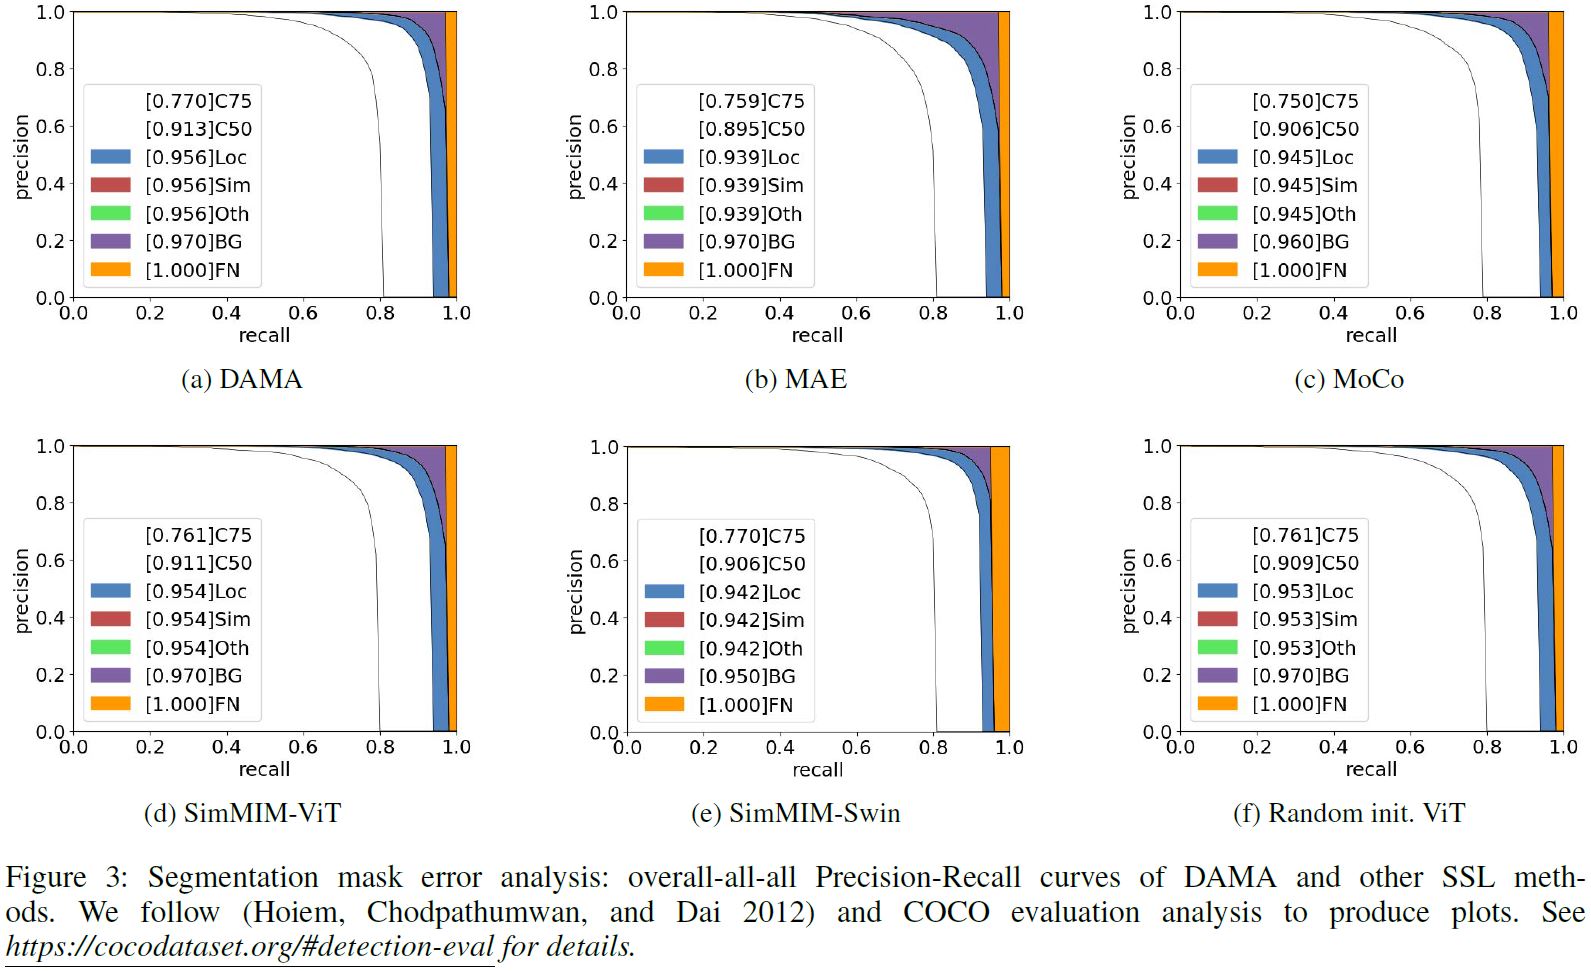 1.0
0.8
0.6
0.4
0.2
0.0
precision
[0.770]C75
[0.913]C50
[0.956]Loc
[0.956]Sim
[0.956]Oth
[0.970]BG
[1.000]FN
0.0 0.2 0.4 0.6 0.8 1.0
recall
(a) DAMA
1.0
0.8
0.6
0.4
0.2
0.0
precision
[0.759]C75
[0.895]C50
[0.939]Loc
[0.939]Sim
[0.939]Oth
[0.970]BG
[1.000]FN
0.0 0.2 0.4 0.6 0.8 1.0
recall
(b) MAE
1.0
0.8
0.6
0.4
0.2
0.0
precision
[0.750]C75
[0.906]C50
[0.945]Loc
[0.945]Sim
[0.945]Oth
[0.960]BG
[1.000]FN
0.0 0.2 0.4 0.6 0.8 1.0
recall
(c) MoCo
1.0
0.8
0.6
0.4
0.2
0.0
precision
[0.761]C75
[0.911]C50
[0.954]Loc
[0.954]Sim
[0.954]Oth
[0.970]BG
[1.000]FN
0.0 0.2 0.4 0.6 0.8 1.0
recall
(d) SimMIM-ViT
1.0
0.8
0.6
0.4
0.2
0.0
precision
[0.770]C75
[0.906]C50
[0.942]Loc
[0.942]Sim
[0.942]Oth
[0.950]BG
[1.000]FN
0.0 0.2 0.4 0.6 0.8 1.0
recall
(e) SimMIM-Swin
1.0
0.8
0.6
0.4
0.2
0.0
precision
[0.761]C75
[0.909]C50
[0.953]Loc
[0.953]Sim
[0.953]Oth
[0.970]BG
[1.000]FN
0.0 0.2 0.4 0.6 0.8 1.0
recall
(f) Random init. ViT
Figure 3: Segmentation mask error analysis: overall-all-all Precision-Recall curves of DAMA and other SSL meth-
ods. We follow (Hoiem, Chodpathumwan, and Dai 2012) and COCO evaluation analysis to produce plots. See
https://cocodataset.org/#detection-eval for details.